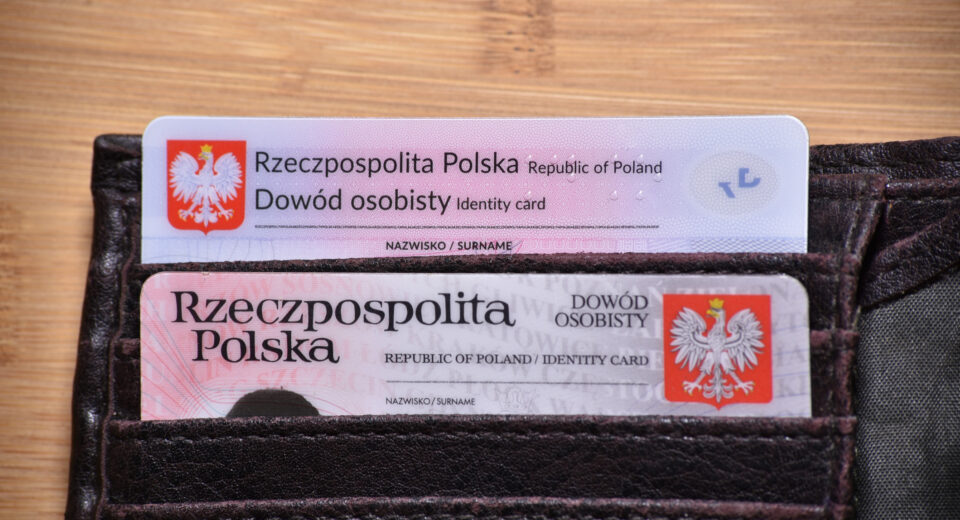 Rzeczpospolita Polska Republic of Poland
Dowód osobisty Identity card
NAZWISKO / SURNAME
Rzeczpospolita
Polska
DOWÓD
OSOBISTY
REPUBLIC OF POLAND / IDENTITY CARD
NAZWISKO / SURNAME